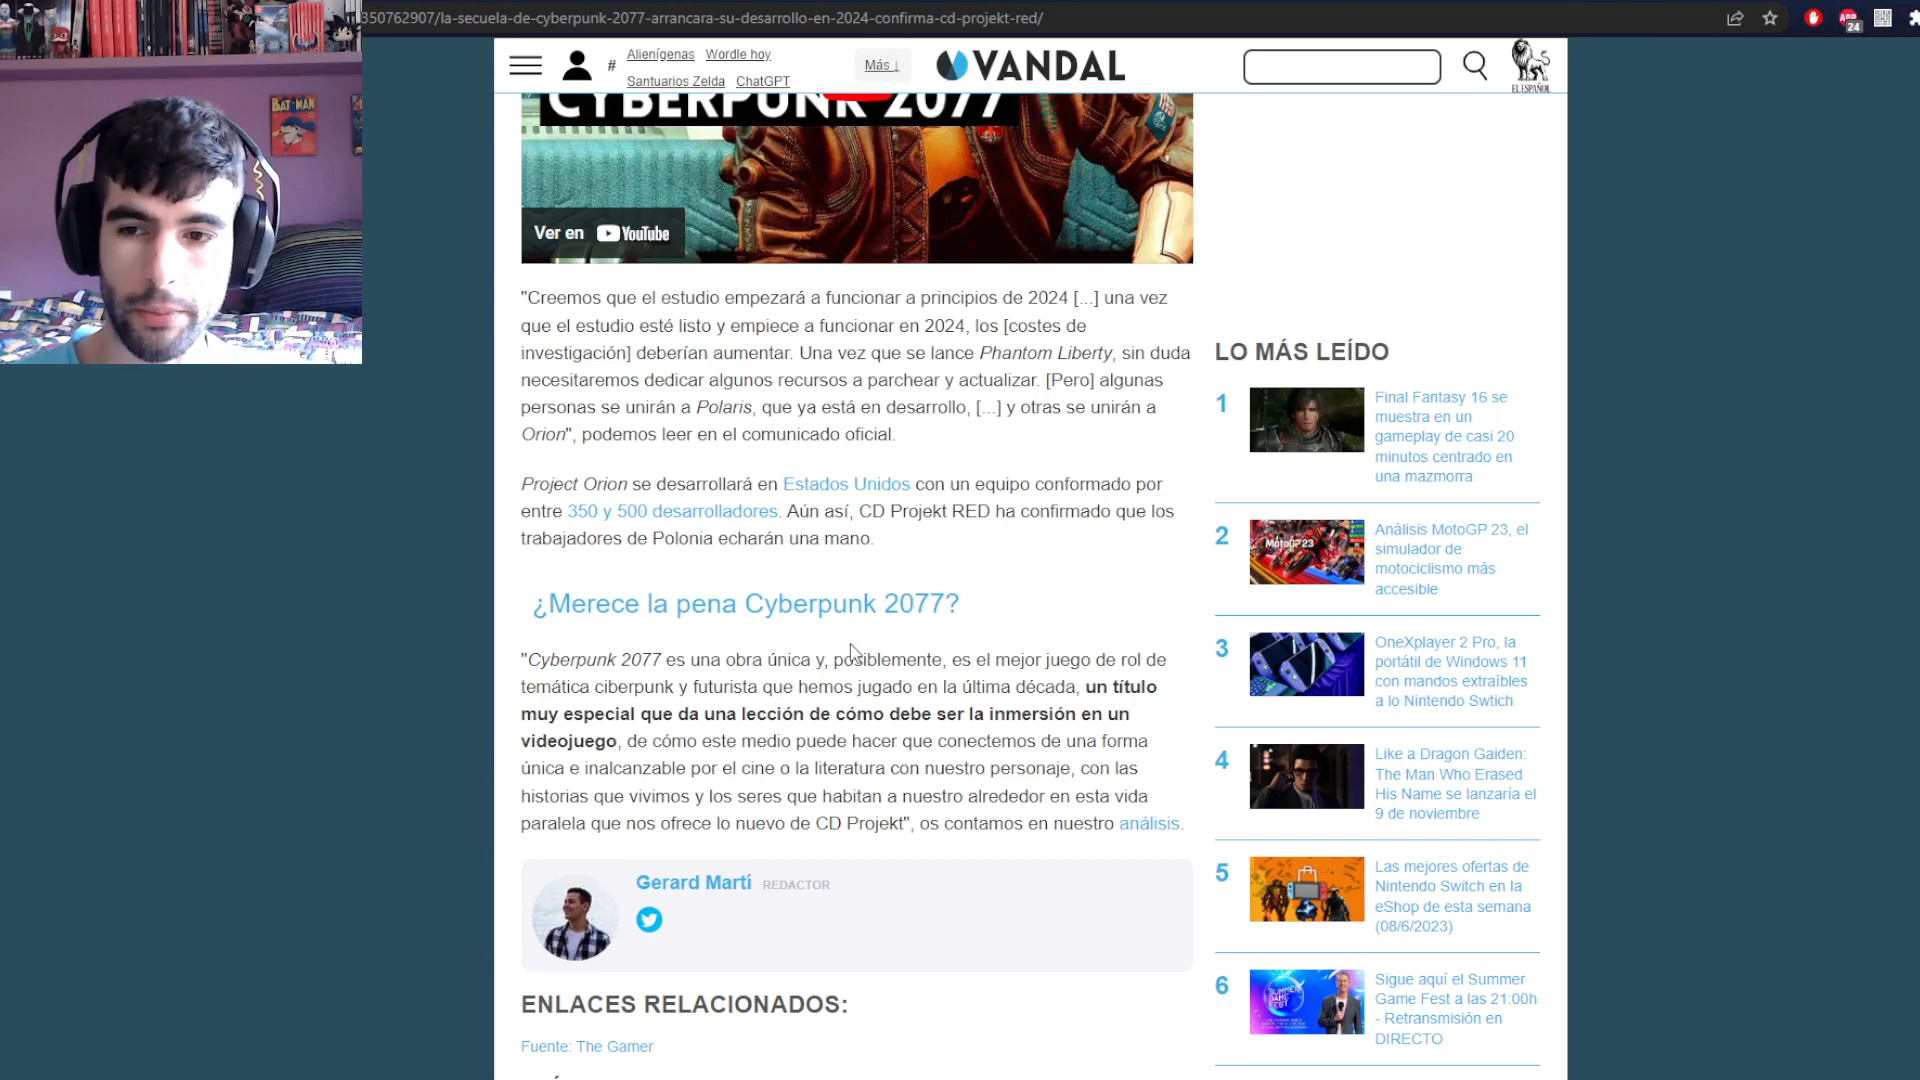 350762907/la-secuela-de-cyberpunk-2077-arrancara-su-desarrollo-en-2024-confirma-cd-projekt-red/
24
BATMAN
#
Alienígenas Wordle hoy
Santuarios Zelda ChatGPT
Más ↓
VANDAL
EL ESPAÑOL
CYBERPUNK 2077
Ver en YouTube
"Creemos que el estudio empezará a funcionar a principios de 2024 [...] una vez
que el estudio esté listo y empiece a funcionar en 2024, los [costes de
investigación] deberían aumentar. Una vez que se lance Phantom Liberty, sin duda
necesitaremos dedicar algunos recursos a parchear y actualizar. [Pero] algunas
personas se unirán a Polaris, que ya está en desarrollo, [...] y otras se unirán a
Orion", podemos leer en el comunicado oficial.
Project Orion se desarrollará en Estados Unidos con un equipo conformado por
entre 350 y 500 desarrolladores. Aún así, CD Projekt RED ha confirmado que los
trabajadores de Polonia echarán una mano.
¿Merece la pena Cyberpunk 2077?
"Cyberpunk 2077 es una obra única y, posiblemente, es el mejor juego de rol de
temática ciberpunk y futurista que hemos jugado en la última década, un título
muy especial que da una lección de cómo debe ser la inmersión en un
videojuego, de cómo este medio puede hacer que conectemos de una forma
única e inalcanzable por el cine o la literatura con nuestro personaje, con las
historias que vivimos y los seres que habitan a nuestro alrededor en esta vida
paralela que nos ofrece lo nuevo de CD Projekt", os contamos en nuestro análisis.
Gerard Martí REDACTOR
ENLACES RELACIONADOS:
Fuente: The Gamer
LO MÁS LEÍDO
1
Final Fantasy 16 se
muestra en un
gameplay de casi 20
minutos centrado en
una mazmorra
2
MotoGP 23
Análisis MotoGP 23, el
simulador de
motociclismo más
accesible
3
OneXplayer 2 Pro, la
portátil de Windows 11
con mandos extraíbles
a lo Nintendo Swtich
4
Like a Dragon Gaiden:
The Man Who Erased
His Name se lanzaría el
9 de noviembre
5
Las mejores ofertas de
Nintendo Switch en la
eShop de esta semana
(08/6/2023)
6
SUMMER
GAME
FEST
Sigue aquí el Summer
Game Fest a las 21:00h
- Retransmisión en
DIRECTO